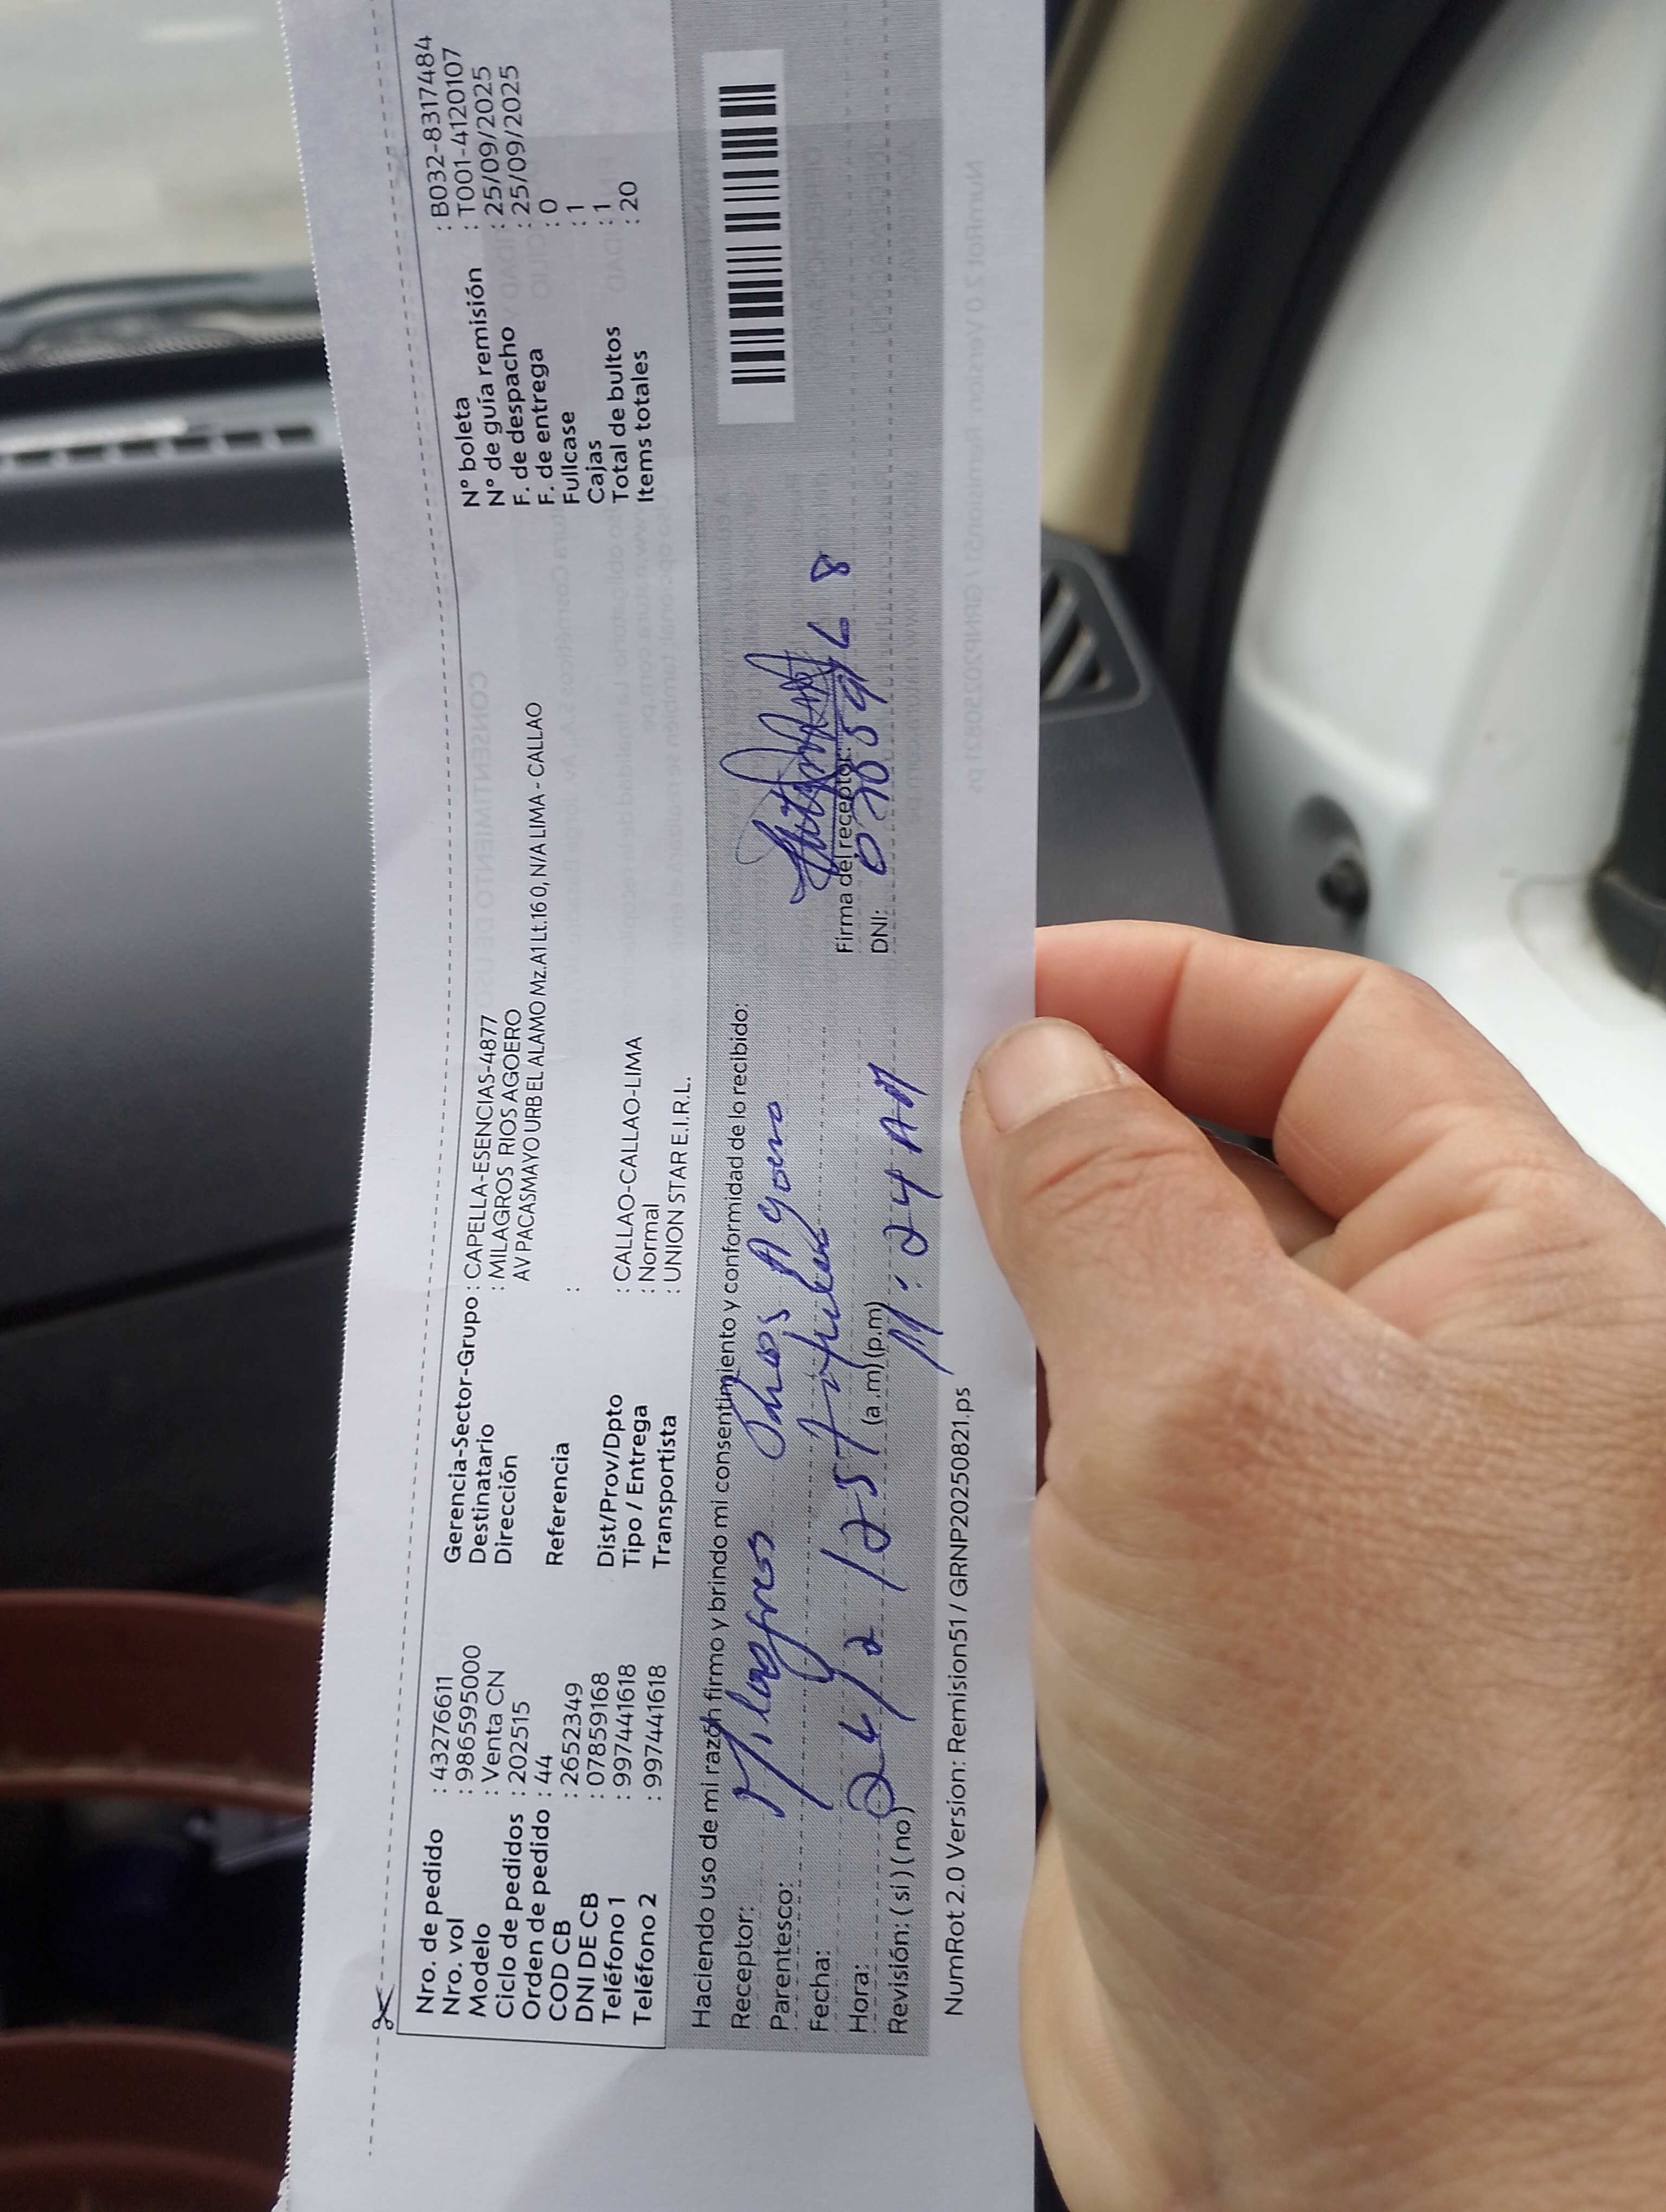 Nro. de pedido : 43276611
Nro. vol : 986595000
Modelo : Venta CN
Ciclo de pedidos : 202515
Orden de pedido : 44
COD CB : 2652349
DNI DE CB : 07859168
Teléfono 1 : 997441618
Teléfono 2 : 997441618
Gerencia-Sector-Grupo : CAPELLA-ESENCIAS-4877
Destinatario : MILAGROS RIOS AGOERO
Dirección AV PACASMAYO URB EL ALAMO Mz.A1 Lt.16 0, N/A LIMA - CALLAO
Referencia :
Dist/Prov/Dpto : CALLAO-CALLAO-LIMA
Tipo / Entrega : Normal
Transportista : UNION STAR E.I.R.L.
N° boleta : B032-8317484
N° de guía remisión : T001-4120107
F. de despacho : 25/09/2025
F. de entrega : 25/09/2025
Fullcase : 0
Cajas : 1
Total de bultos : 1
Items totales : 20
Haciendo uso de mi razón firmo y brindo mi consentimiento y conformidad de lo recibido:
Receptor: Milagros Rios Agoero
Parentesco:
Fecha:
Hora: (a.m) (p.m) 11:24 AM
Revisión: ( si ) ( no )
Firma del receptor:
DNI: 07859168
NumRot 2.0 Version: Remision51 / GRNP20250821.ps